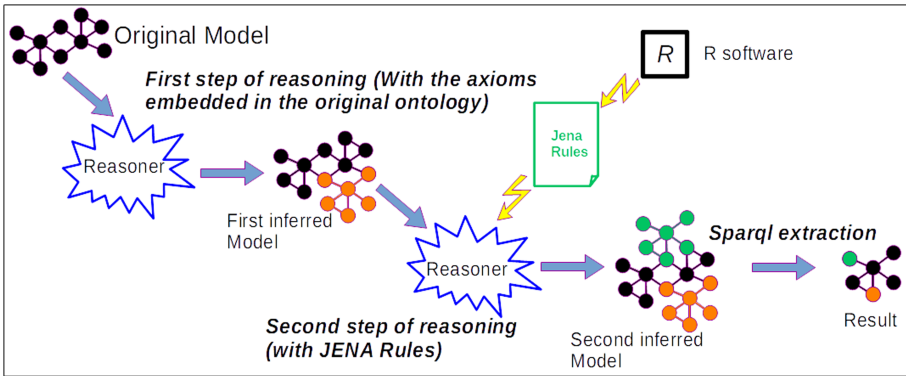 Original Model
R
R software
First step of reasoning (With the axioms
embedded in the original ontology)
Jena
Rules
Reasoner
First inferred
Model
Reasoner
Sparql extraction
Second step of reasoning
(with JENA Rules)
Second inferred
Model
Result